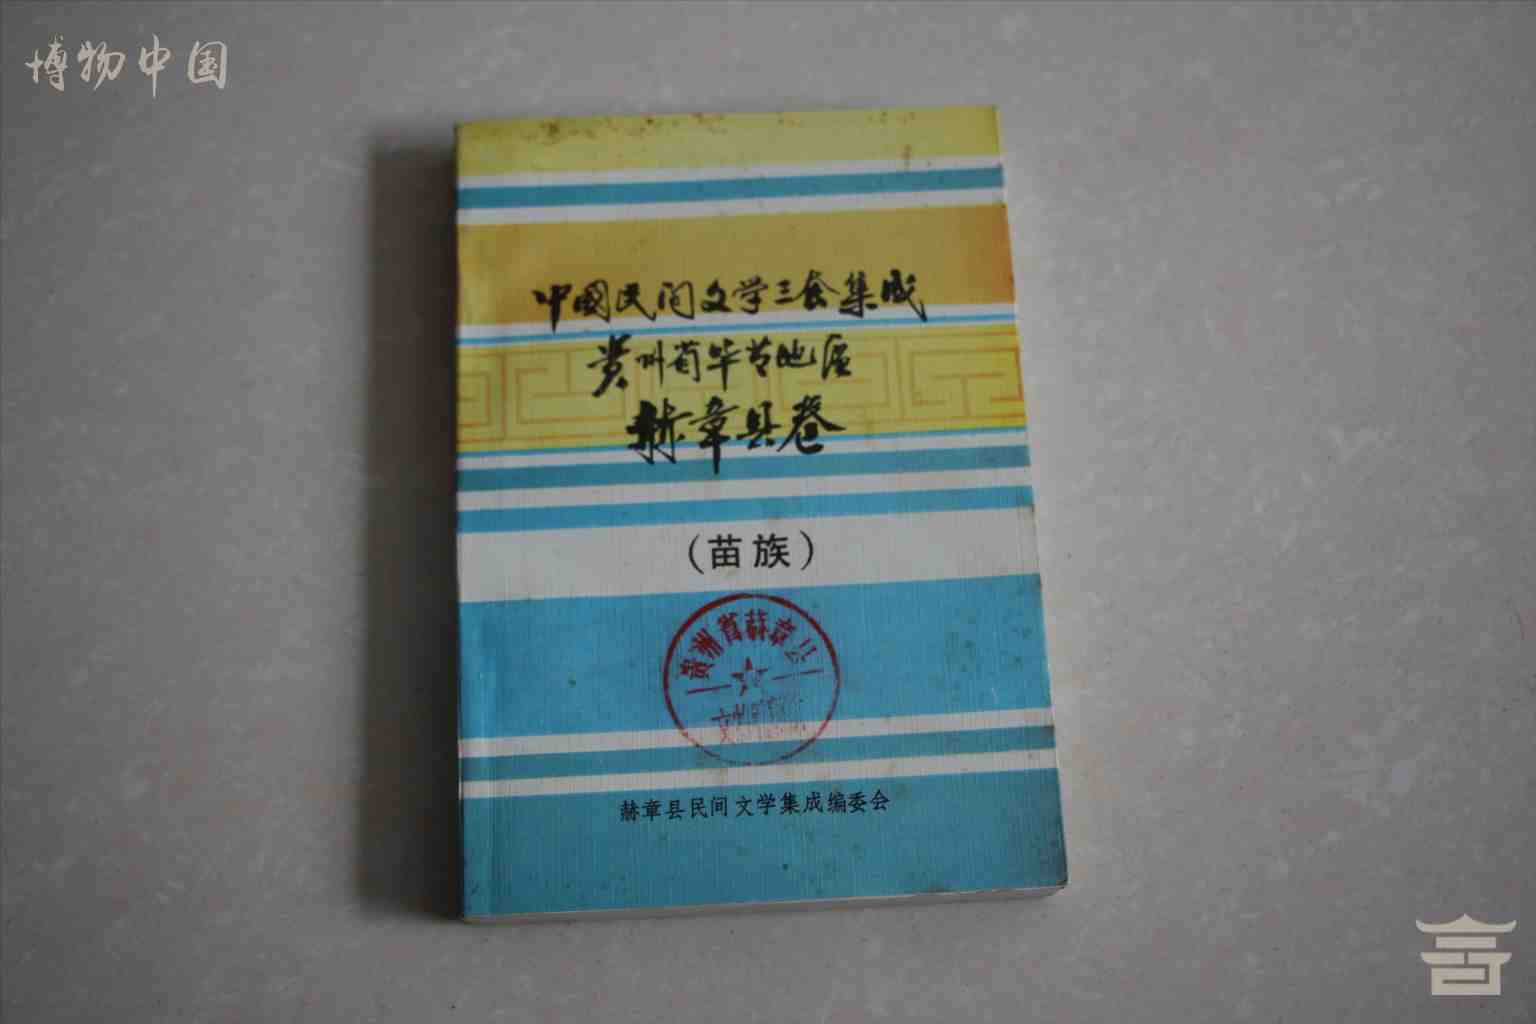 博物中国
中國民间文学三套集成
贵州省毕节地区
赫章县卷
(苗族)
贵州省赫章县
赫章县民间文学集成编委会